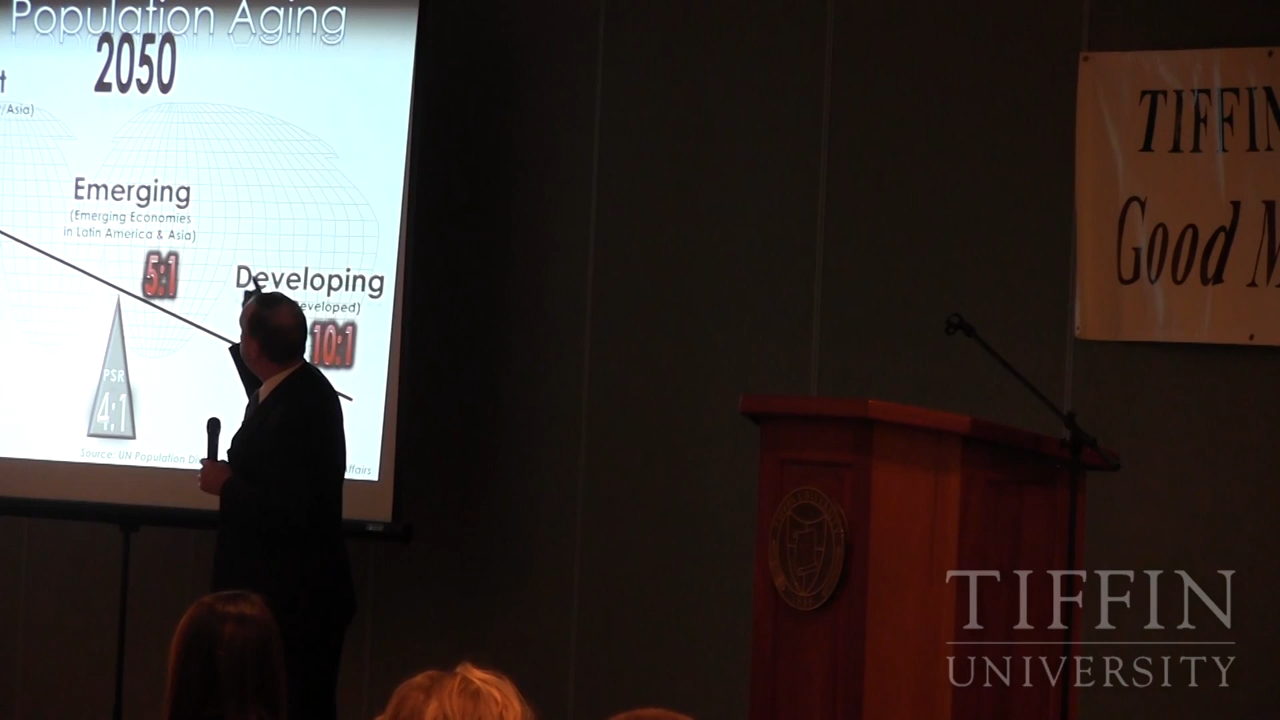 Population Aging
2050
/Asia)
Emerging
(Emerging Economies
in Latin America & Asia)
5:1
Developing
eveloped)
10:1
PSR
4:1
Source: UN Population Di
ffairs
TIFFIN
Good M
TIFFIN
UNIVERSITY